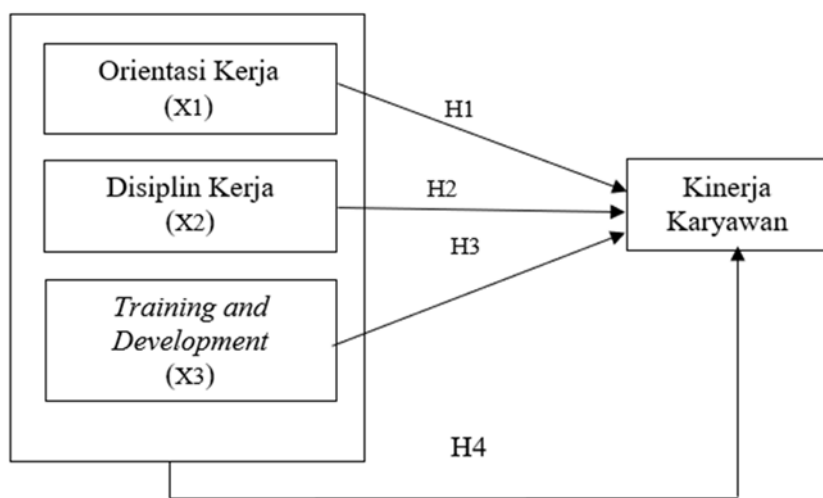 Orientasi Kerja
(X1)
H1
Disiplin Kerja
(X2)
H2
Kinerja
Karyawan
H3
Training and
Development
(X3)
H4